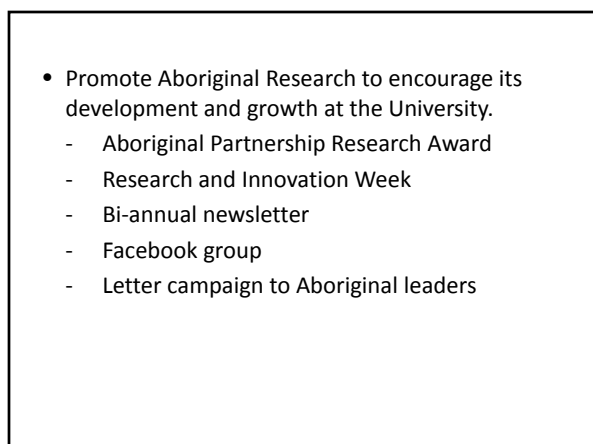 • Promote Aboriginal Research to encourage its
development and growth at the University.
- Aboriginal Partnership Research Award
- Research and Innovation Week
- Bi-annual newsletter
- Facebook group
- Letter campaign to Aboriginal leaders